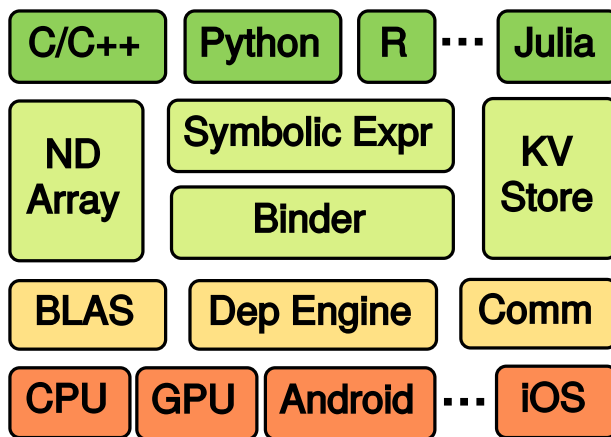 C/C++ Python R ... Julia
ND Array
Symbolic Expr
Binder
KV Store
BLAS Dep Engine Comm
CPU GPU Android ... iOS